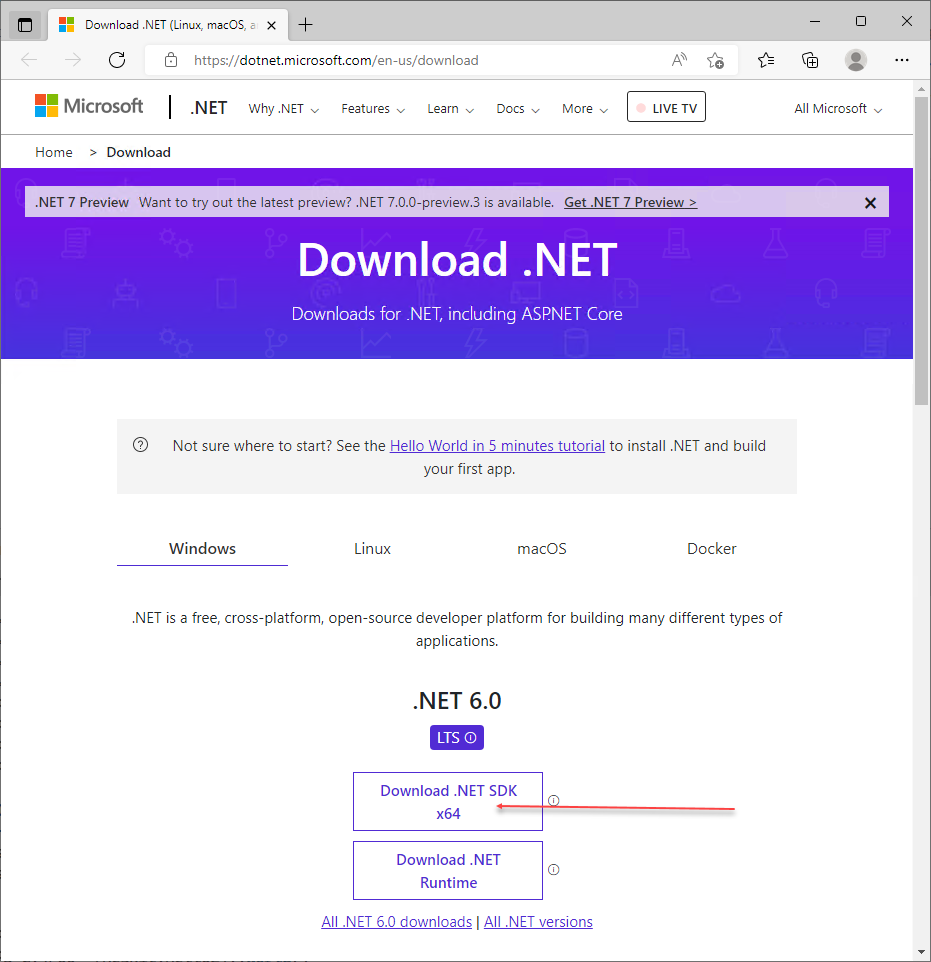 Download .NET (Linux, macOS, a
https://dotnet.microsoft.com/en-us/download
Microsoft .NET Why .NET Features Learn Docs More LIVE TV All Microsoft
Home > Download
.NET 7 Preview Want to try out the latest preview? .NET 7.0.0-preview.3 is available. Get .NET 7 Preview >
Download .NET
Downloads for .NET, including ASP.NET Core
Not sure where to start? See the Hello World in 5 minutes tutorial to install .NET and build
your first app.
Windows Linux macOS Docker
.NET is a free, cross-platform, open-source developer platform for building many different types of
applications.
.NET 6.0
LTS
Download .NET SDK
x64
Download .NET
Runtime
All .NET 6.0 downloads | All .NET versions